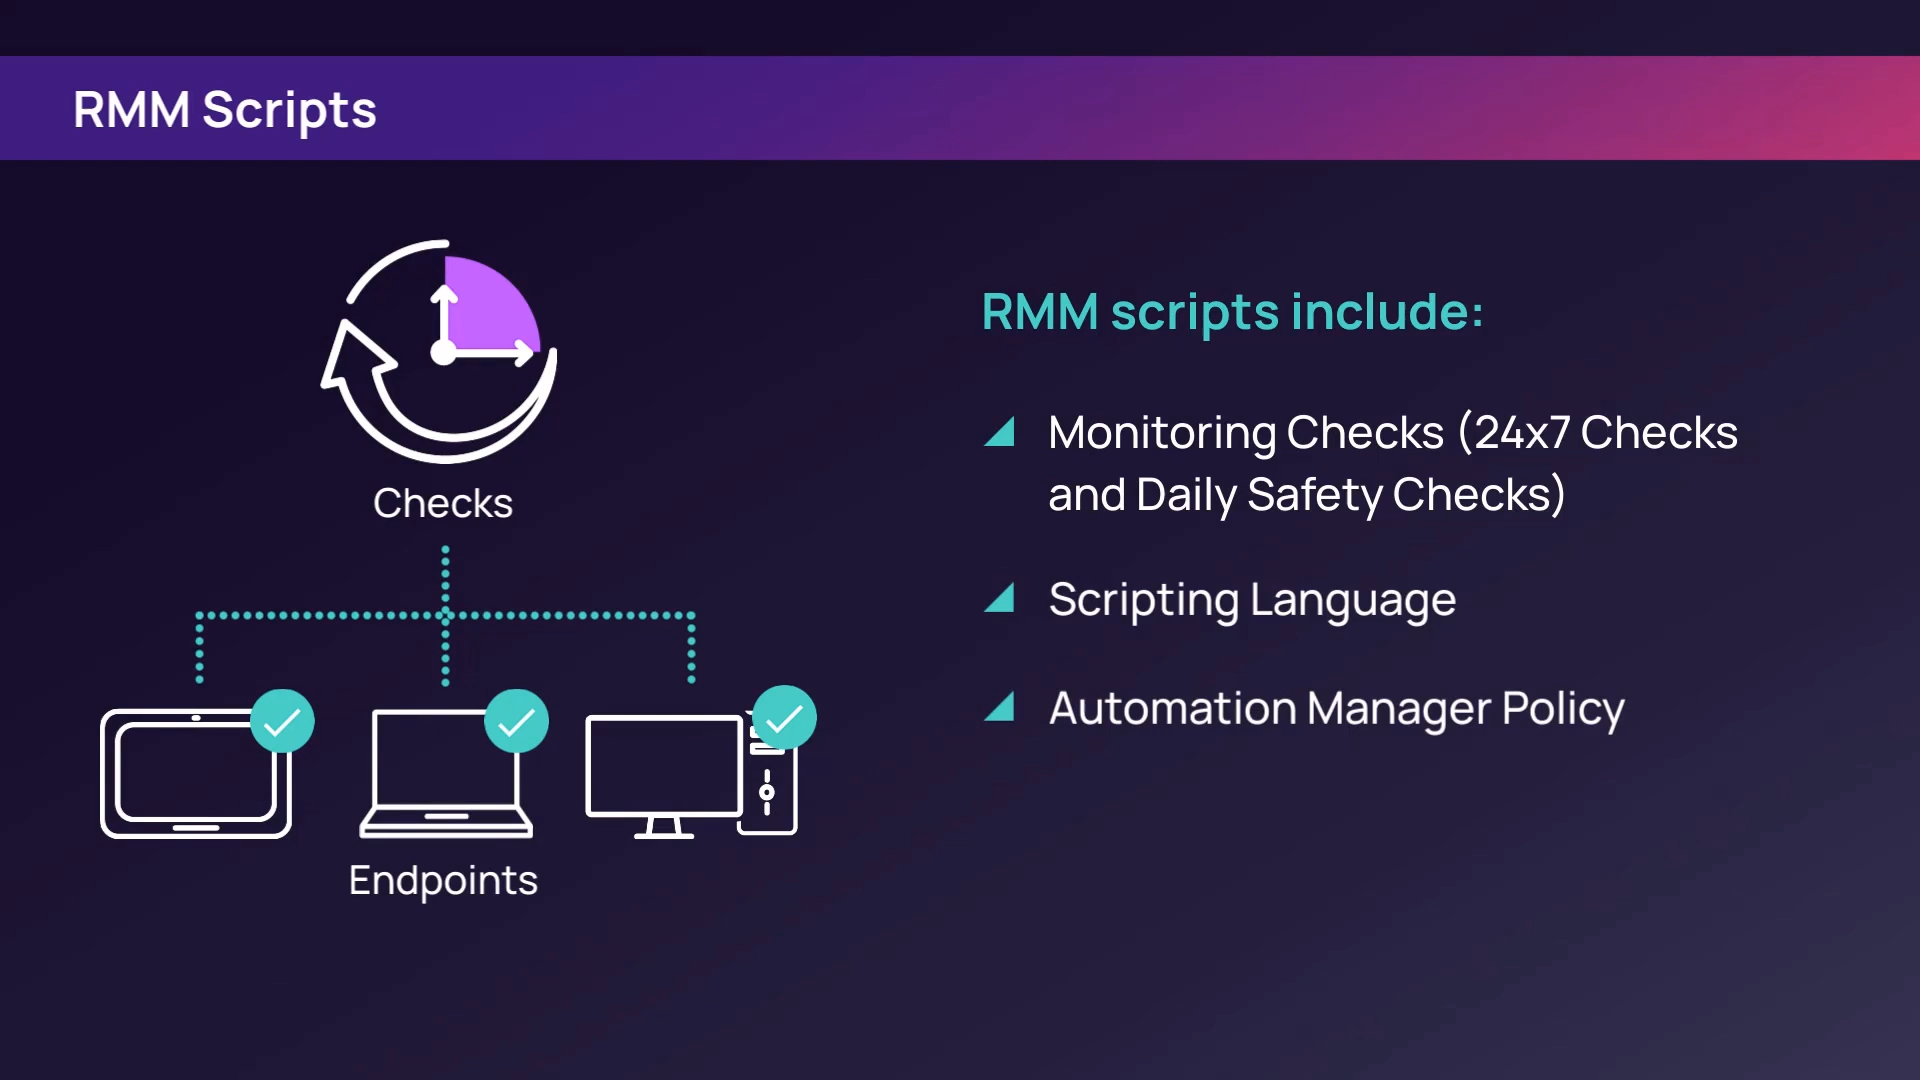 RMM Scripts
Checks
Endpoints
RMM scripts include:
Monitoring Checks (24x7 Checks
and Daily Safety Checks)
Scripting Language
Automation Manager Policy